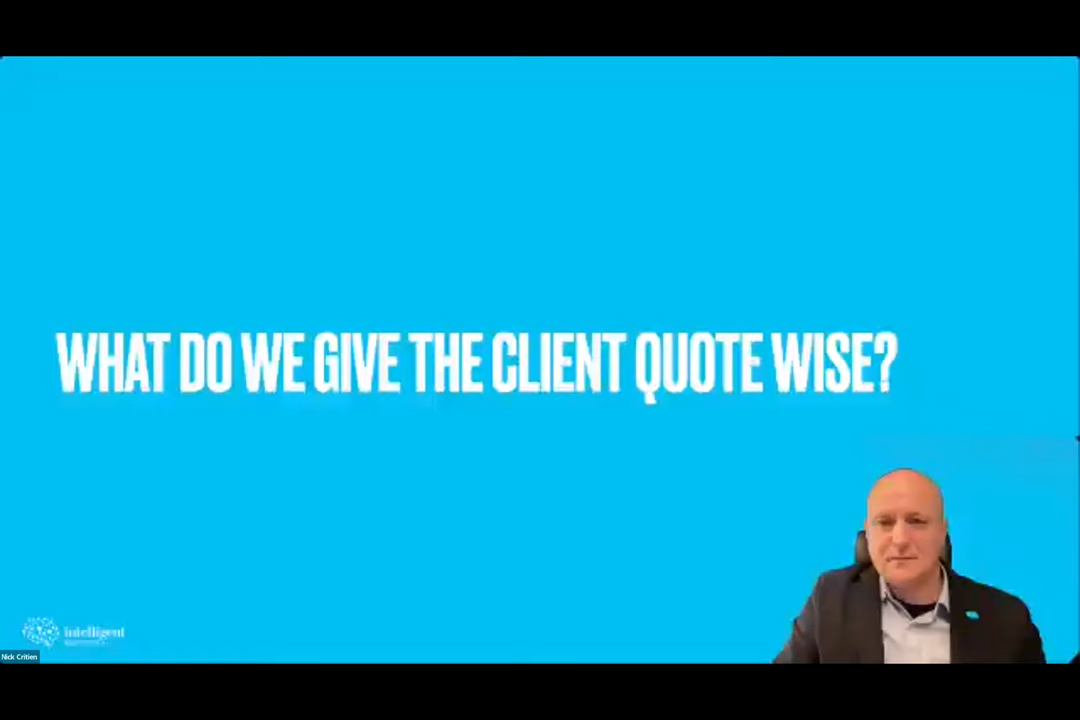 WHAT DO WE GIVE THE CLIENT QUOTE WISE?
intelligent
Nick Critien